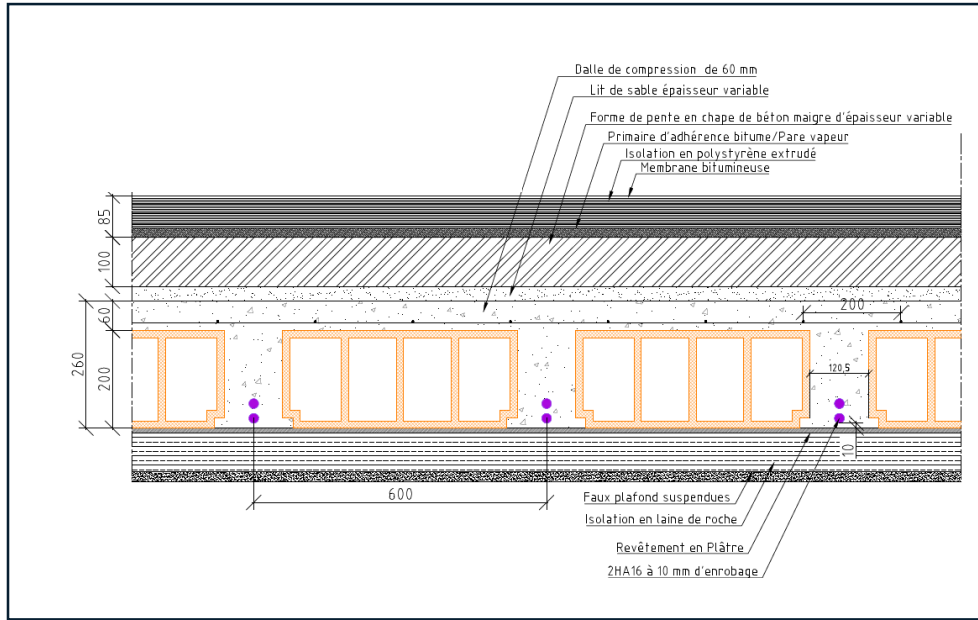 Dalle de compression de 60 mm
Lit de sable épaisseur variable
Forme de pente en chape de béton maigre d'épaisseur variable
Primaire d'adhérence bitume/Pare vapeur
Isolation en polystyrène extrudé
Membrane bitumineuse
85
100
60
200
260
200
120,5
10
600
Faux plafond suspendues
Isolation en laine de roche
Revêtement en Plâtre
2HA16 à 10 mm d'enrobage